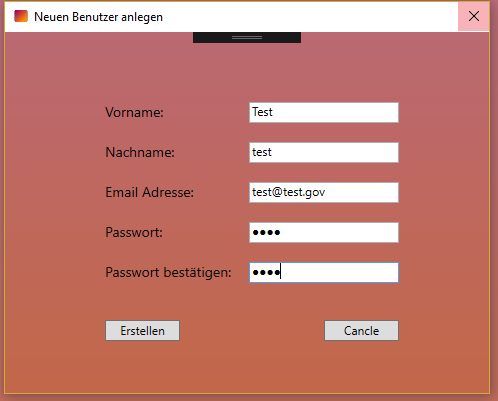 Neuen Benutzer anlegen
Vorname: Test
Nachname: test
Email Adresse: test@test.gov
Passwort: ●●●●
Passwort bestätigen: ●●●●
Erstellen Cancle